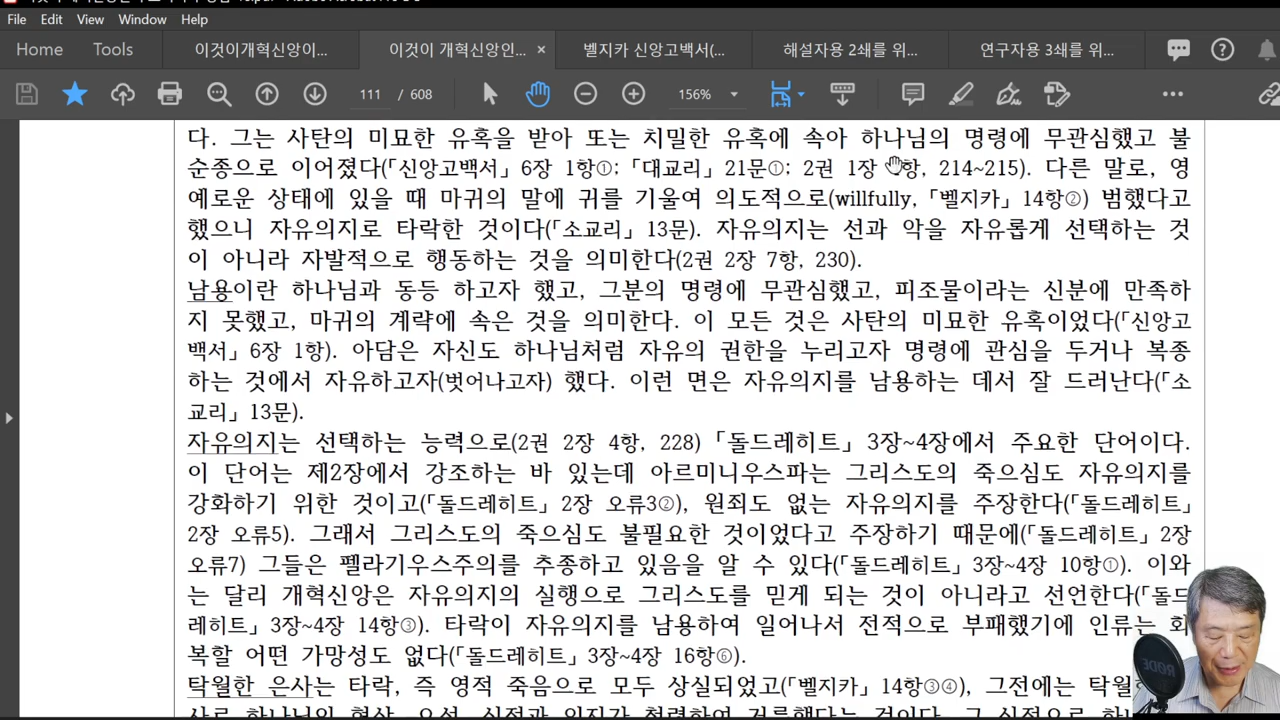 File Edit View Window Help
Home Tools 이것이개혁신앙이... 이것이 개혁신앙인... × 벨지카 신앙고백서(... 해설자용 2쇄를 위... 연구자용 3쇄를 위...
111 / 608 156%
다. 그는 사탄의 미묘한 유혹을 받아 또는 치밀한 유혹에 속아 하나님의 명령에 무관심했고 불
순종으로 이어졌다(「신앙고백서」 6장 1항①; 「대교리」 21문①; 2권 1장 항, 214~215). 다른 말로, 영
예로운 상태에 있을 때 마귀의 말에 귀를 기울여 의도적으로(willfully, 「벨지카」 14항②) 범했다고
했으니 자유의지로 타락한 것이다(「소교리」 13문). 자유의지는 선과 악을 자유롭게 선택하는 것
이 아니라 자발적으로 행동하는 것을 의미한다(2권 2장 7항, 230).
남용이란 하나님과 동등 하고자 했고, 그분의 명령에 무관심했고, 피조물이라는 신분에 만족하
지 못했고, 마귀의 계략에 속은 것을 의미한다. 이 모든 것은 사탄의 미묘한 유혹이었다(「신앙고
백서」 6장 1항). 아담은 자신도 하나님처럼 자유의 권한을 누리고자 명령에 관심을 두거나 복종
하는 것에서 자유하고자(벗어나고자) 했다. 이런 면은 자유의지를 남용하는 데서 잘 드러난다(「소
교리」 13문).
자유의지는 선택하는 능력으로(2권 2장 4항, 228) 「돌드레히트」 3장~4장에서 주요한 단어이다.
이 단어는 제2장에서 강조하는 바 있는데 아르미니우스파는 그리스도의 죽으심도 자유의지를
강화하기 위한 것이고(「돌드레히트」 2장 오류3②), 원죄도 없는 자유의지를 주장한다(「돌드레히트」
2장 오류5). 그래서 그리스도의 죽으심도 불필요한 것이었다고 주장하기 때문에(「돌드레히트」 2장
오류7) 그들은 펠라기우스주의를 추종하고 있음을 알 수 있다(「돌드레히트」 3장~4장 10항①). 이와
는 달리 개혁신앙은 자유의지의 실행으로 그리스도를 믿게 되는 것이 아니라고 선언한다(「돌드
레히트」 3장~4장 14항③). 타락이 자유의지를 남용하여 일어나서 전적으로 부패했기에 인류는 회
복할 어떤 가망성도 없다(「돌드레히트」 3장~4장 16항⑥).
탁월한 은사는 타락, 즉 영적 죽음으로 모두 상실되었고(「벨지카」 14항③④), 그전에는 탁월한
RODE